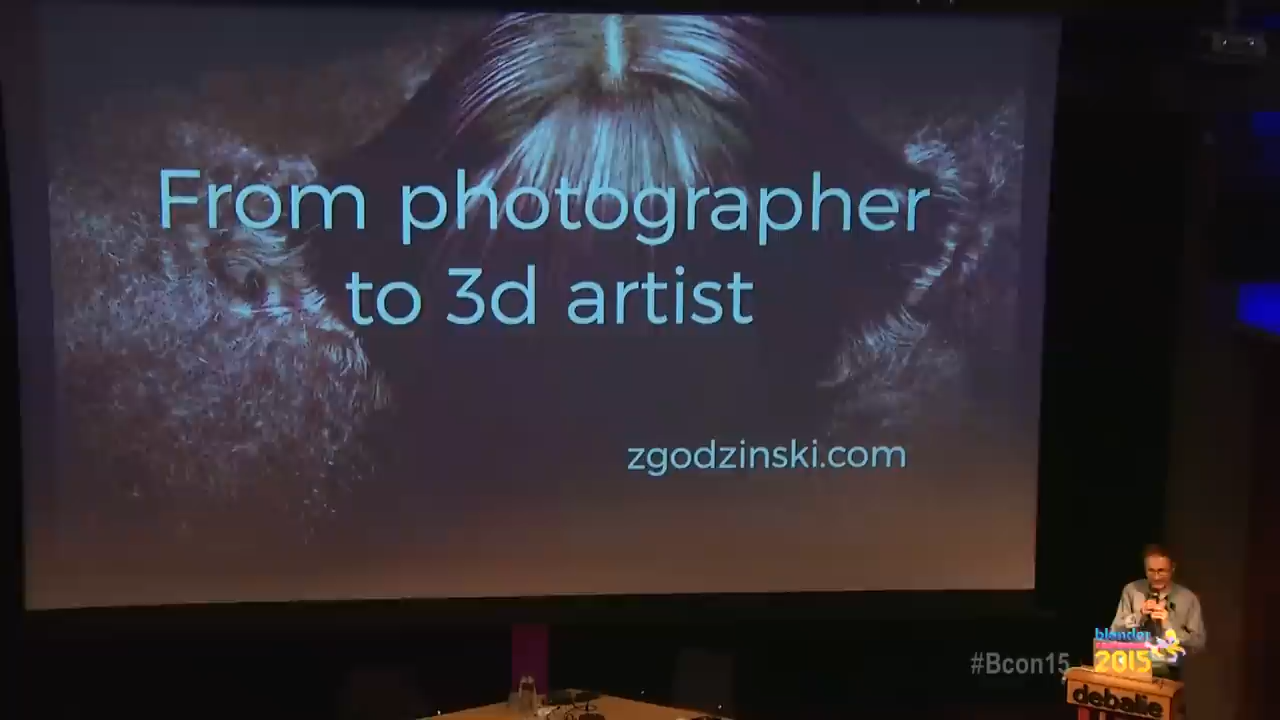 From photographer
to 3d artist
zgodzinski.com
#Bcon15
blender
2015
debalie